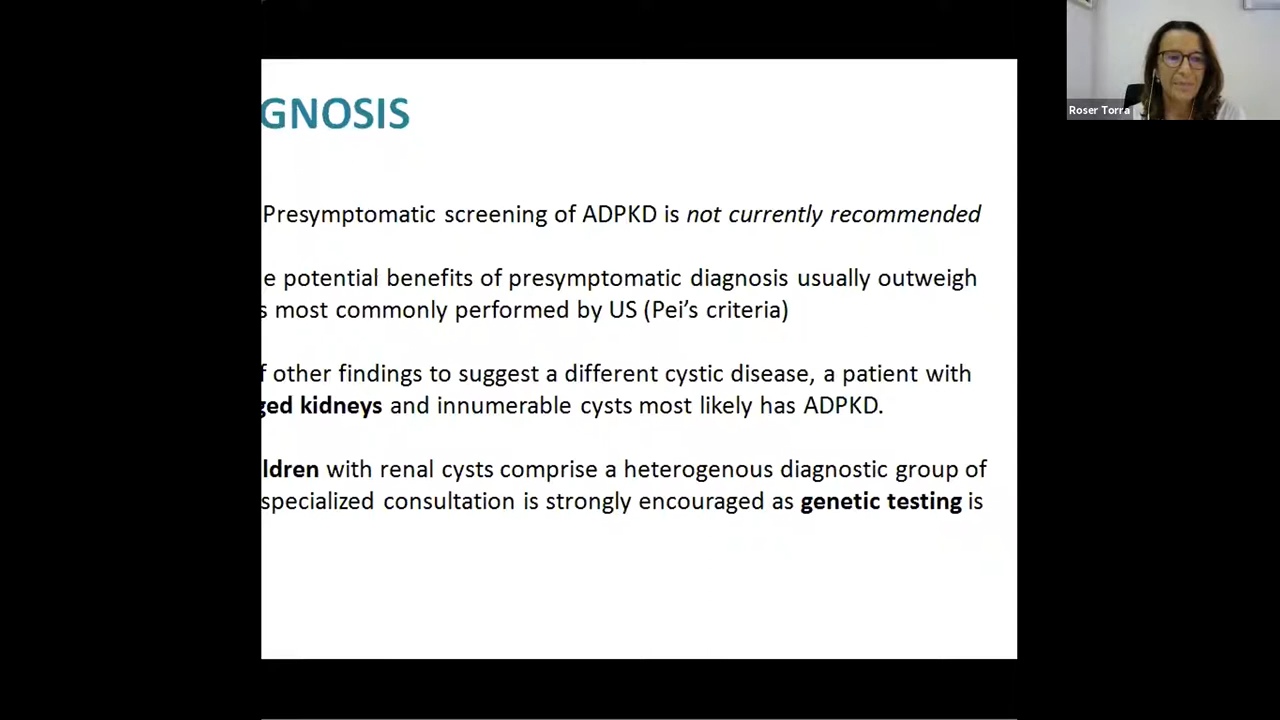 GNOSIS
Roser Torra
Presymptomatic screening of ADPKD is not currently recommended
e potential benefits of presymptomatic diagnosis usually outweigh
s most commonly performed by US (Pei’s criteria)
f other findings to suggest a different cystic disease, a patient with
ged kidneys and innumerable cysts most likely has ADPKD.
ldren with renal cysts comprise a heterogenous diagnostic group of
specialized consultation is strongly encouraged as genetic testing is